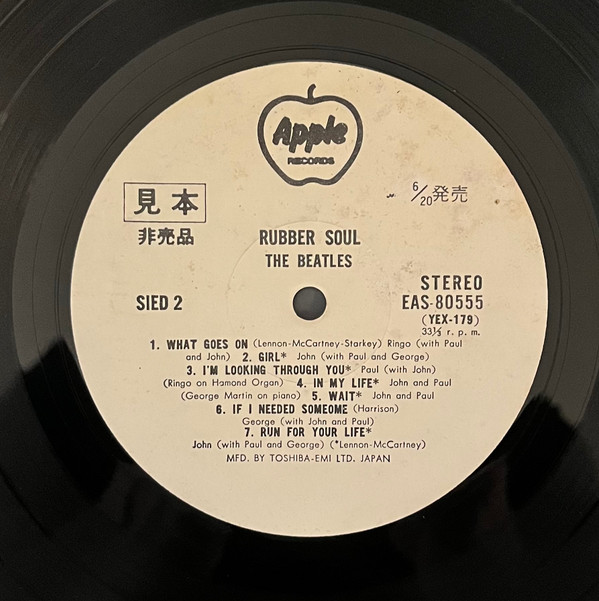 Apple
RECORDS
見本
非売品
6/20発売
RUBBER SOUL
THE BEATLES
SIED 2
STEREO
EAS-80555
(YEX-179)
33⅓ r. p. m.
1. WHAT GOES ON (Lennon-McCartney-Starkey) Ringo (with Paul
and John) 2. GIRL* John (with Paul and George)
3. I'M LOOKING THROUGH YOU* Paul (with John)
(Ringo on Hamond Organ) 4. IN MY LIFE* John and Paul
(George Martin on piano) 5. WAIT* John and Paul
6. IF I NEEDED SOMEONE (Harrison)
George (with John and Paul)
7. RUN FOR YOUR LIFE*
John (with Paul and George) (*Lennon-McCartney)
MFD. BY TOSHIBA-EMI LTD. JAPAN